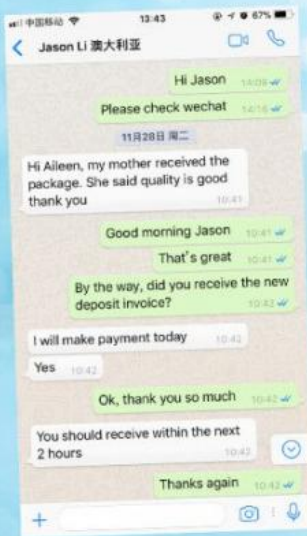 中国移动
13:43
67%
Jason Li 澳大利亚
Hi Jason 14:09
Please check wechat 14:16
11月28日 周二
Hi Aileen, my mother received the
package. She said quality is good
thank you
10:41
Good morning Jason 10:41
That's great 10:41
By the way, did you receive the new
deposit invoice?
10:42
I will make payment today 10:42
Yes 10:42
Ok, thank you so much 10:42
You should receive within the next
2 hours
10:42
Thanks again 10:42